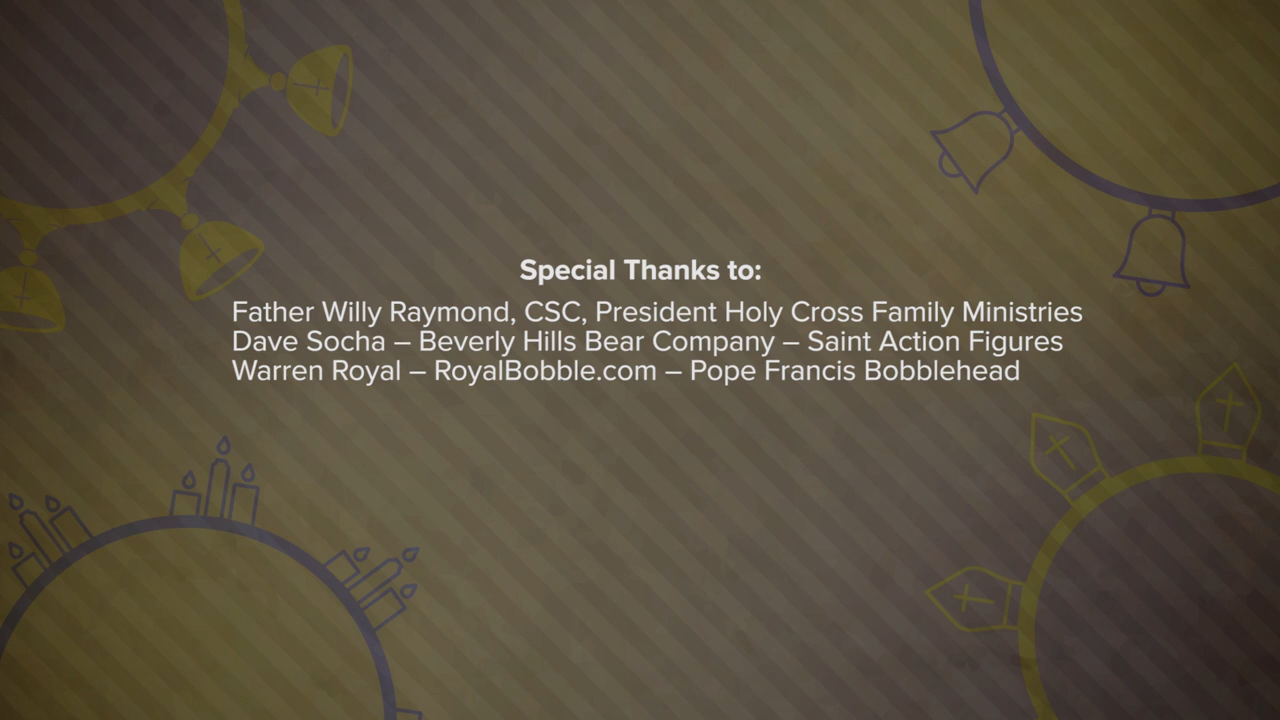 Special Thanks to:
Father Willy Raymond, CSC, President Holy Cross Family Ministries
Dave Socha – Beverly Hills Bear Company – Saint Action Figures
Warren Royal – RoyalBobble.com – Pope Francis Bobblehead